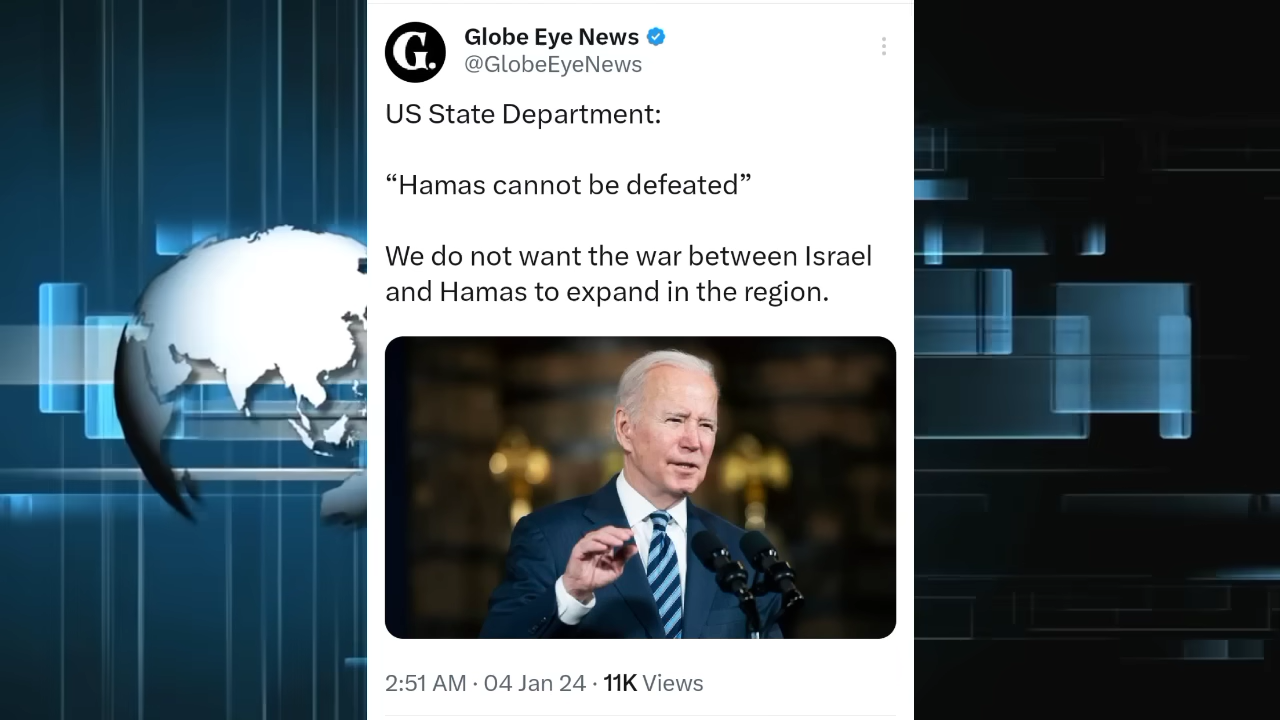 G.
Globe Eye News
@GlobeEyeNews
US State Department:
“Hamas cannot be defeated”
We do not want the war between Israel
and Hamas to expand in the region.
2:51 AM · 04 Jan 24 · 11K Views